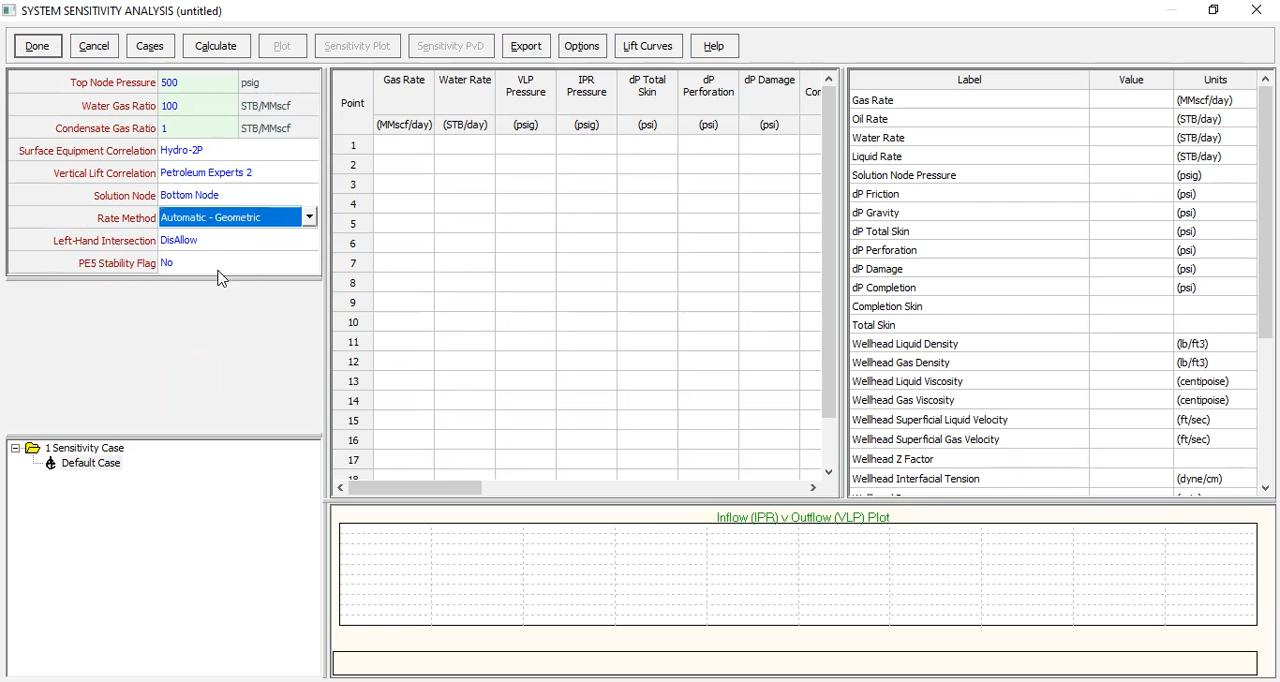 SYSTEM SENSITIVITY ANALYSIS (untitled)
Done Cancel Cases Calculate Plot Sensitivity Plot Sensitivity PvD Export Options Lift Curves Help
Top Node Pressure 500 psig
Water Gas Ratio 100 STB/MMscf
Condensate Gas Ratio 1 STB/MMscf
Surface Equipment Correlation Hydro-2P
Vertical Lift Correlation Petroleum Experts 2
Solution Node Bottom Node
Rate Method Automatic - Geometric
Left-Hand Intersection DisAllow
PE5 Stability Flag No
1 Sensitivity Case
Default Case
Point Gas Rate Water Rate VLP Pressure IPR Pressure dP Total Skin dP Perforation dP Damage Cor
(MMscf/day) (STB/day) (psig) (psig) (psi) (psi) (psi)
1
2
3
4
5
6
7
8
9
10
11
12
13
14
15
16
17
18
Label Value Units
Gas Rate (MMscf/day)
Oil Rate (STB/day)
Water Rate (STB/day)
Liquid Rate (STB/day)
Solution Node Pressure (psig)
dP Friction (psi)
dP Gravity (psi)
dP Total Skin (psi)
dP Perforation (psi)
dP Damage (psi)
dP Completion (psi)
Completion Skin
Total Skin
Wellhead Liquid Density (lb/ft3)
Wellhead Gas Density (lb/ft3)
Wellhead Liquid Viscosity (centipoise)
Wellhead Gas Viscosity (centipoise)
Wellhead Superficial Liquid Velocity (ft/sec)
Wellhead Superficial Gas Velocity (ft/sec)
Wellhead Z Factor
Wellhead Interfacial Tension (dyne/cm)
Inflow (IPR) v Outflow (VLP) Plot